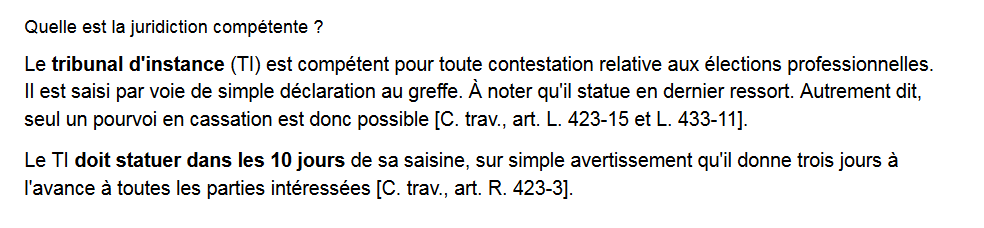 Quelle est la juridiction compétente ?
Le tribunal d'instance (TI) est compétent pour toute contestation relative aux élections professionnelles.
Il est saisi par voie de simple déclaration au greffe. À noter qu'il statue en dernier ressort. Autrement dit,
seul un pourvoi en cassation est donc possible [C. trav., art. L. 423-15 et L. 433-11].
Le TI doit statuer dans les 10 jours de sa saisine, sur simple avertissement qu'il donne trois jours à
l'avance à toutes les parties intéressées [C. trav., art. R. 423-3].